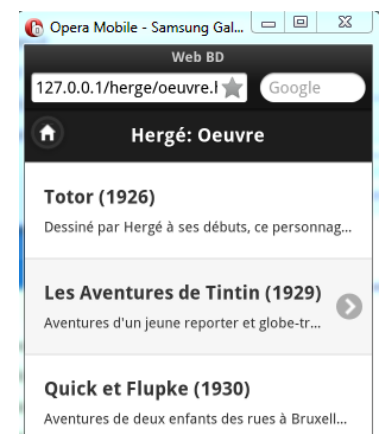 Opera Mobile - Samsung Gal...
Web BD
127.0.0.1/herge/oeuvre.h
Google
Hergé: Oeuvre
Totor (1926)
Dessiné par Hergé à ses débuts, ce personnag...
Les Aventures de Tintin (1929)
Aventures d'un jeune reporter et globe-tr...
Quick et Flupke (1930)
Aventures de deux enfants des rues à Bruxell...